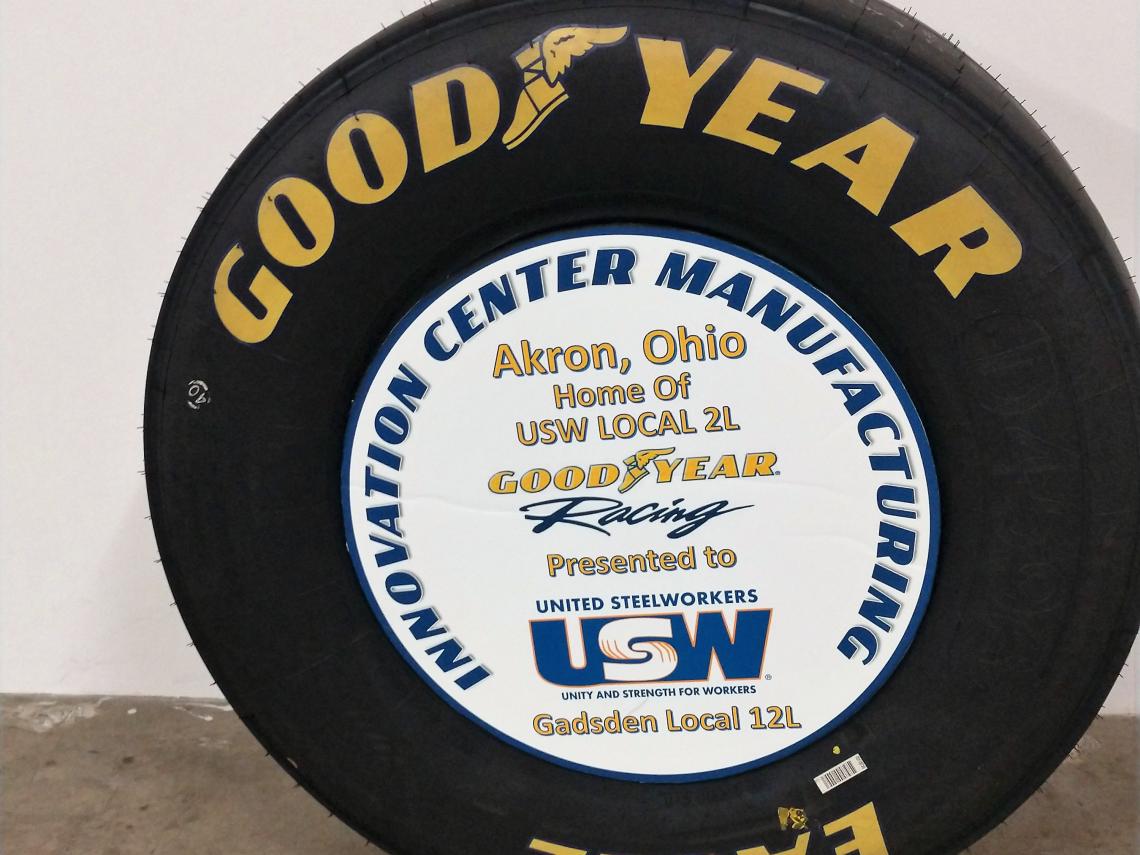 GOODYEAR
INNOVATION CENTER MANUFACTURING
Akron, Ohio
Home Of
USW LOCAL 2L
GOODYEAR
Racing
Presented to
UNITED STEELWORKERS
USW
UNITY AND STRENGTH FOR WORKERS
Gadsden Local 12L